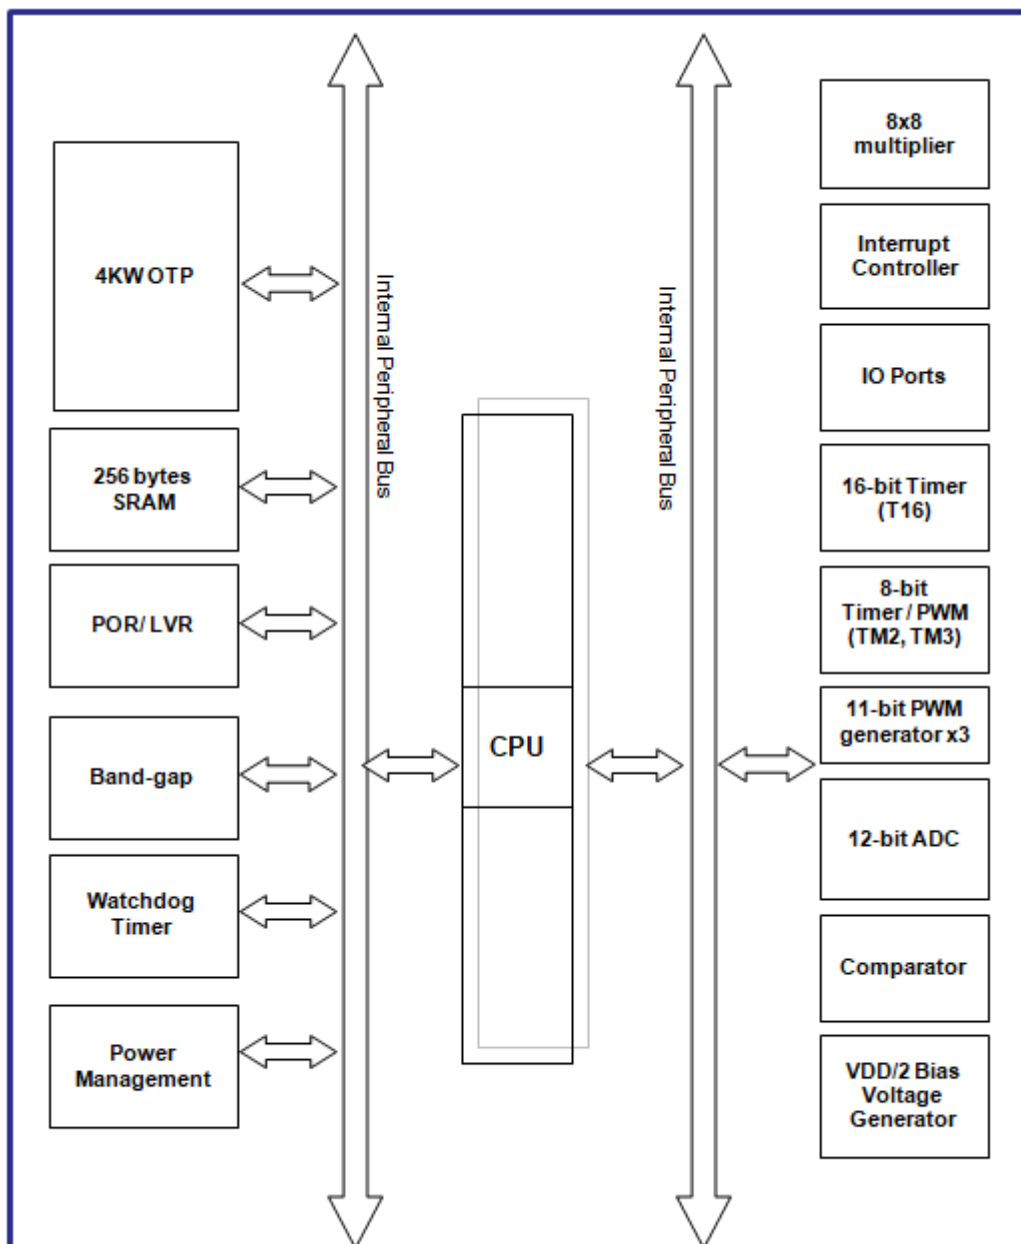 4KW OTP
256 bytes
SRAM
POR/ LVR
Band-gap
Watchdog
Timer
Power
Management
Internal Peripheral Bus
CPU
Internal Peripheral Bus
8x8
multiplier
Interrupt
Controller
IO Ports
16-bit Timer
(T16)
8-bit
Timer / PWM
(TM2, TM3)
11-bit PWM
generator x3
12-bit ADC
Comparator
VDD/2 Bias
Voltage
Generator